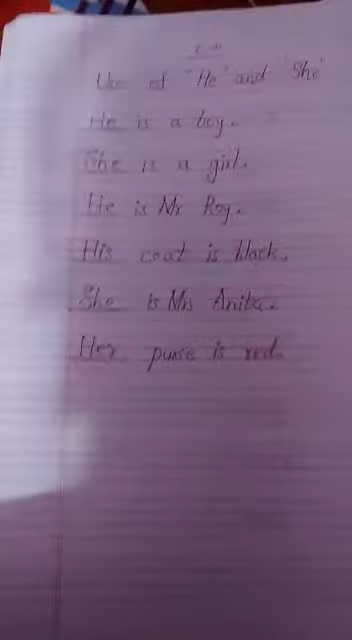 Use of "He" and "She"
He is a boy.
She is a girl.
He is Mr Roy.
His coat is black.
She is Mrs Anita.
Her purse is red.